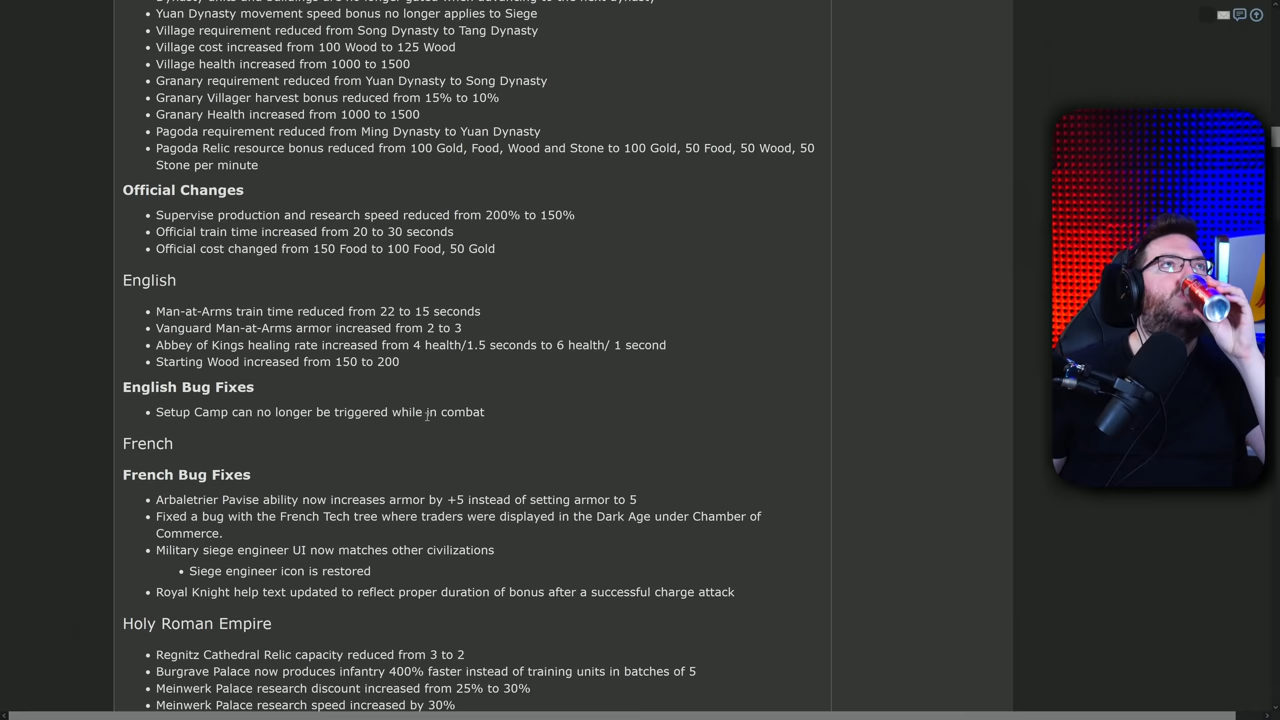 Yuan Dynasty movement speed bonus no longer applies to Siege
Village requirement reduced from Song Dynasty to Tang Dynasty
Village cost increased from 100 Wood to 125 Wood
Village health increased from 1000 to 1500
Granary requirement reduced from Yuan Dynasty to Song Dynasty
Granary Villager harvest bonus reduced from 15% to 10%
Granary Health increased from 1000 to 1500
Pagoda requirement reduced from Ming Dynasty to Yuan Dynasty
Pagoda Relic resource bonus reduced from 100 Gold, Food, Wood and Stone to 100 Gold, 50 Food, 50 Wood, 50
Stone per minute
Official Changes
Supervise production and research speed reduced from 200% to 150%
Official train time increased from 20 to 30 seconds
Official cost changed from 150 Food to 100 Food, 50 Gold
English
Man-at-Arms train time reduced from 22 to 15 seconds
Vanguard Man-at-Arms armor increased from 2 to 3
Abbey of Kings healing rate increased from 4 health/1.5 seconds to 6 health/ 1 second
Starting Wood increased from 150 to 200
English Bug Fixes
Setup Camp can no longer be triggered while in combat
French
French Bug Fixes
Arbaletrier Pavise ability now increases armor by +5 instead of setting armor to 5
Fixed a bug with the French Tech tree where traders were displayed in the Dark Age under Chamber of
Commerce.
Military siege engineer UI now matches other civilizations
Siege engineer icon is restored
Royal Knight help text updated to reflect proper duration of bonus after a successful charge attack
Holy Roman Empire
Regnitz Cathedral Relic capacity reduced from 3 to 2
Burgrave Palace now produces infantry 400% faster instead of training units in batches of 5
Meinwerk Palace research discount increased from 25% to 30%
Meinwerk Palace research speed increased by 30%